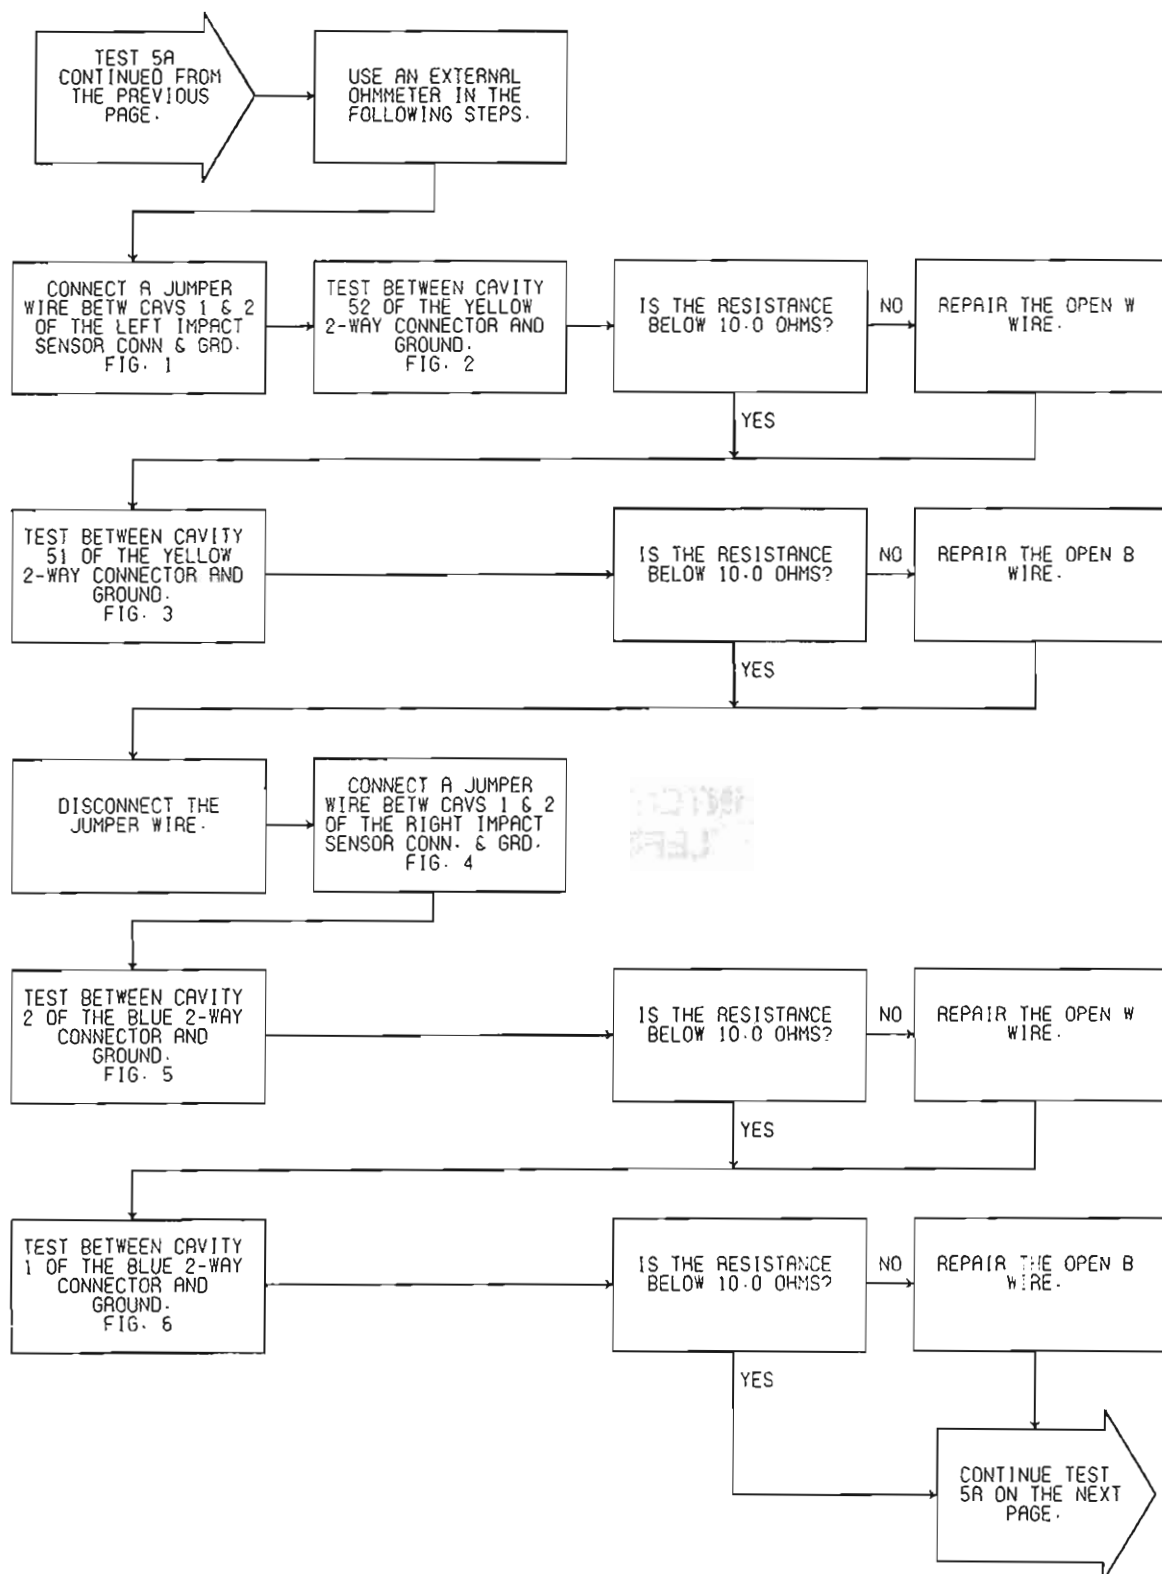 TEST 5A
CONTINUED FROM
THE PREVIOUS
PAGE.
USE AN EXTERNAL
OHMMETER IN THE
FOLLOWING STEPS.
CONNECT A JUMPER
WIRE BETW CAVS 1 & 2
OF THE LEFT IMPACT
SENSOR CONN & GRD.
FIG. 1
TEST BETWEEN CAVITY
52 OF THE YELLOW
2-WAY CONNECTOR AND
GROUND.
FIG. 2
IS THE RESISTANCE
BELOW 10.0 OHMS?
NO
REPAIR THE OPEN W
WIRE.
YES
TEST BETWEEN CAVITY
51 OF THE YELLOW
2-WAY CONNECTOR AND
GROUND.
FIG. 3
IS THE RESISTANCE
BELOW 10.0 OHMS?
NO
REPAIR THE OPEN B
WIRE.
YES
DISCONNECT THE
JUMPER WIRE.
CONNECT A JUMPER
WIRE BETW CAVS 1 & 2
OF THE RIGHT IMPACT
SENSOR CONN. & GRD.
FIG. 4
TEST BETWEEN CAVITY
2 OF THE BLUE 2-WAY
CONNECTOR AND
GROUND.
FIG. 5
IS THE RESISTANCE
BELOW 10.0 OHMS?
NO
REPAIR THE OPEN W
WIRE.
YES
TEST BETWEEN CAVITY
1 OF THE BLUE 2-WAY
CONNECTOR AND
GROUND.
FIG. 6
IS THE RESISTANCE
BELOW 10.0 OHMS?
NO
REPAIR THE OPEN B
WIRE.
YES
CONTINUE TEST
5A ON THE NEXT
PAGE.